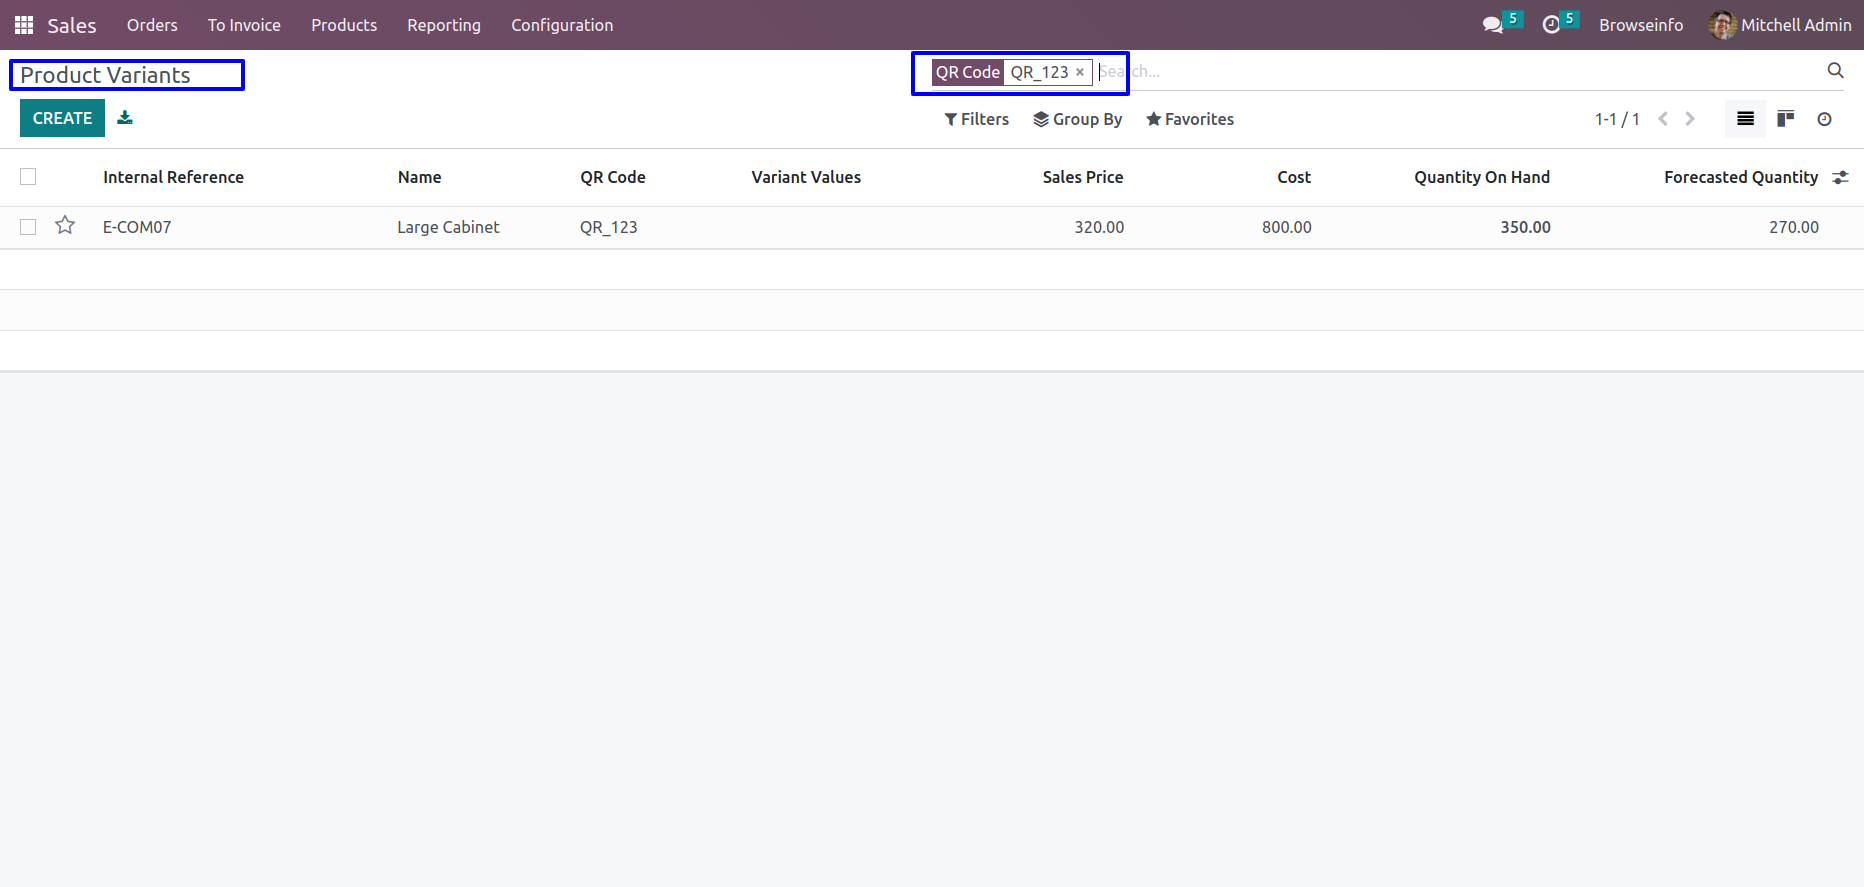 Sales Orders To Invoice Products Reporting Configuration 5 5 Browseinfo Mitchell Admin
Product Variants QR Code QR_123 × Search...
CREATE Filters Group By Favorites 1-1 / 1
Internal Reference Name QR Code Variant Values Sales Price Cost Quantity On Hand Forecasted Quantity
E-COM07 Large Cabinet QR_123 320.00 800.00 350.00 270.00